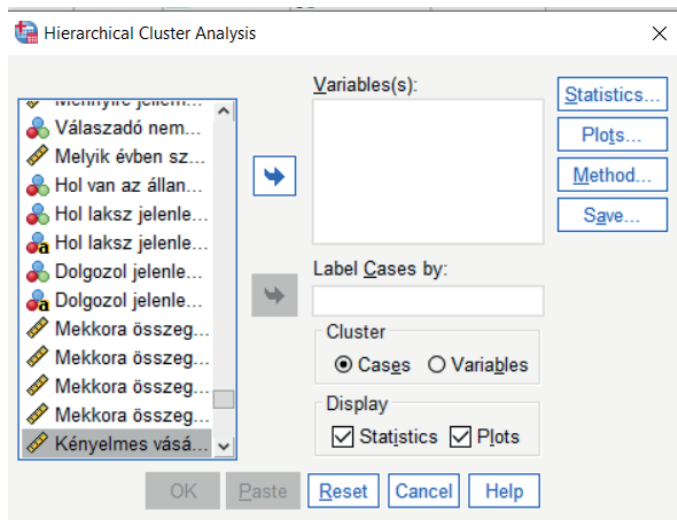 Hierarchical Cluster Analysis
Variables(s):
Válaszadó nem...
Melyik évben sz...
Hol van az állan...
Hol laksz jelenle...
Hol laksz jelenle...
Dolgozol jelenle...
Dolgozol jelenle...
Mekkora összeg...
Mekkora összeg...
Mekkora összeg...
Mekkora összeg...
Kényelmes vásá...
Label Cases by:
Cluster
Cases Variables
Display
Statistics Plots
Statistics...
Plots...
Method...
Save...
OK Paste Reset Cancel Help